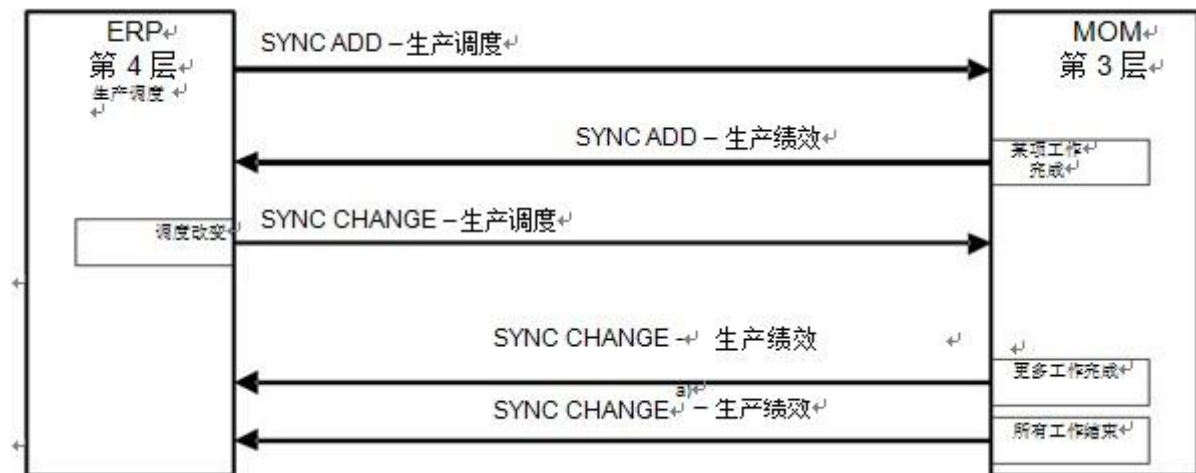 ERP
第 4 层
生产调度
SYNC ADD – 生产调度
MOM
第 3 层
SYNC ADD – 生产绩效
某项工作
完成
调度改变
SYNC CHANGE – 生产调度
SYNC CHANGE - 生产绩效
更多工作完成
a)
SYNC CHANGE – 生产绩效
所有工作结束